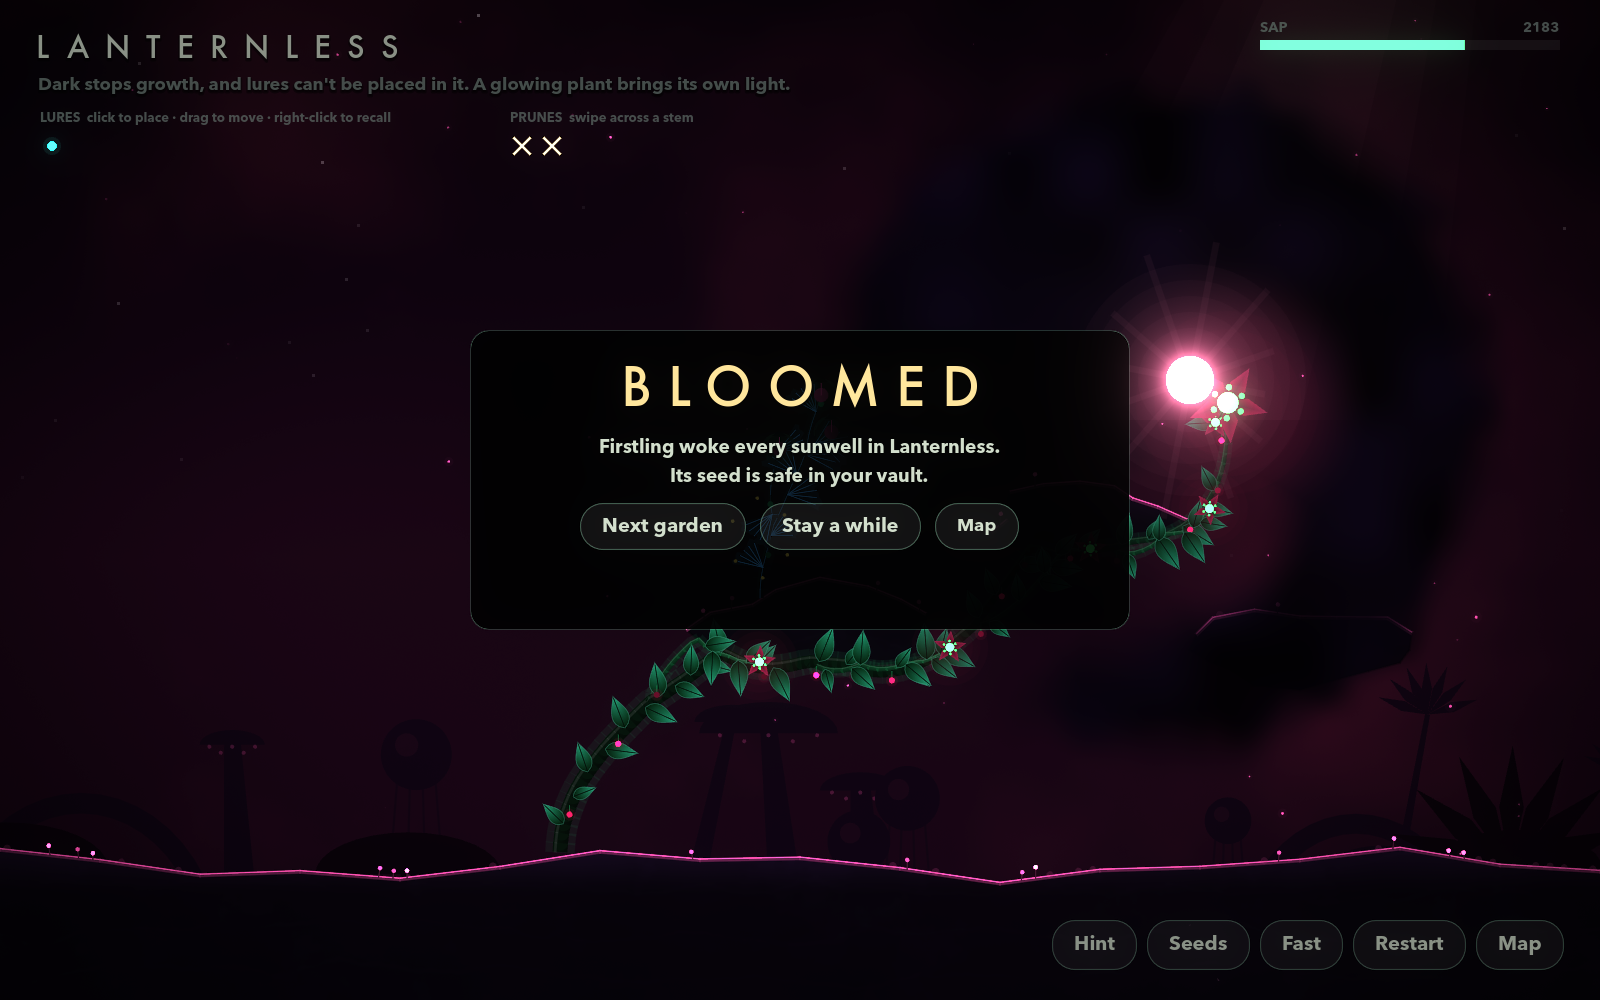 LANTERNLESS
Dark stops growth, and lures can't be placed in it. A glowing plant brings its own light.
LURES click to place · drag to move · right-click to recall
PRUNES swipe across a stem
SAP 2183
BLOOMED
Firstling woke every sunwell in Lanternless.
Its seed is safe in your vault.
Next garden Stay a while Map
Hint Seeds Fast Restart Map